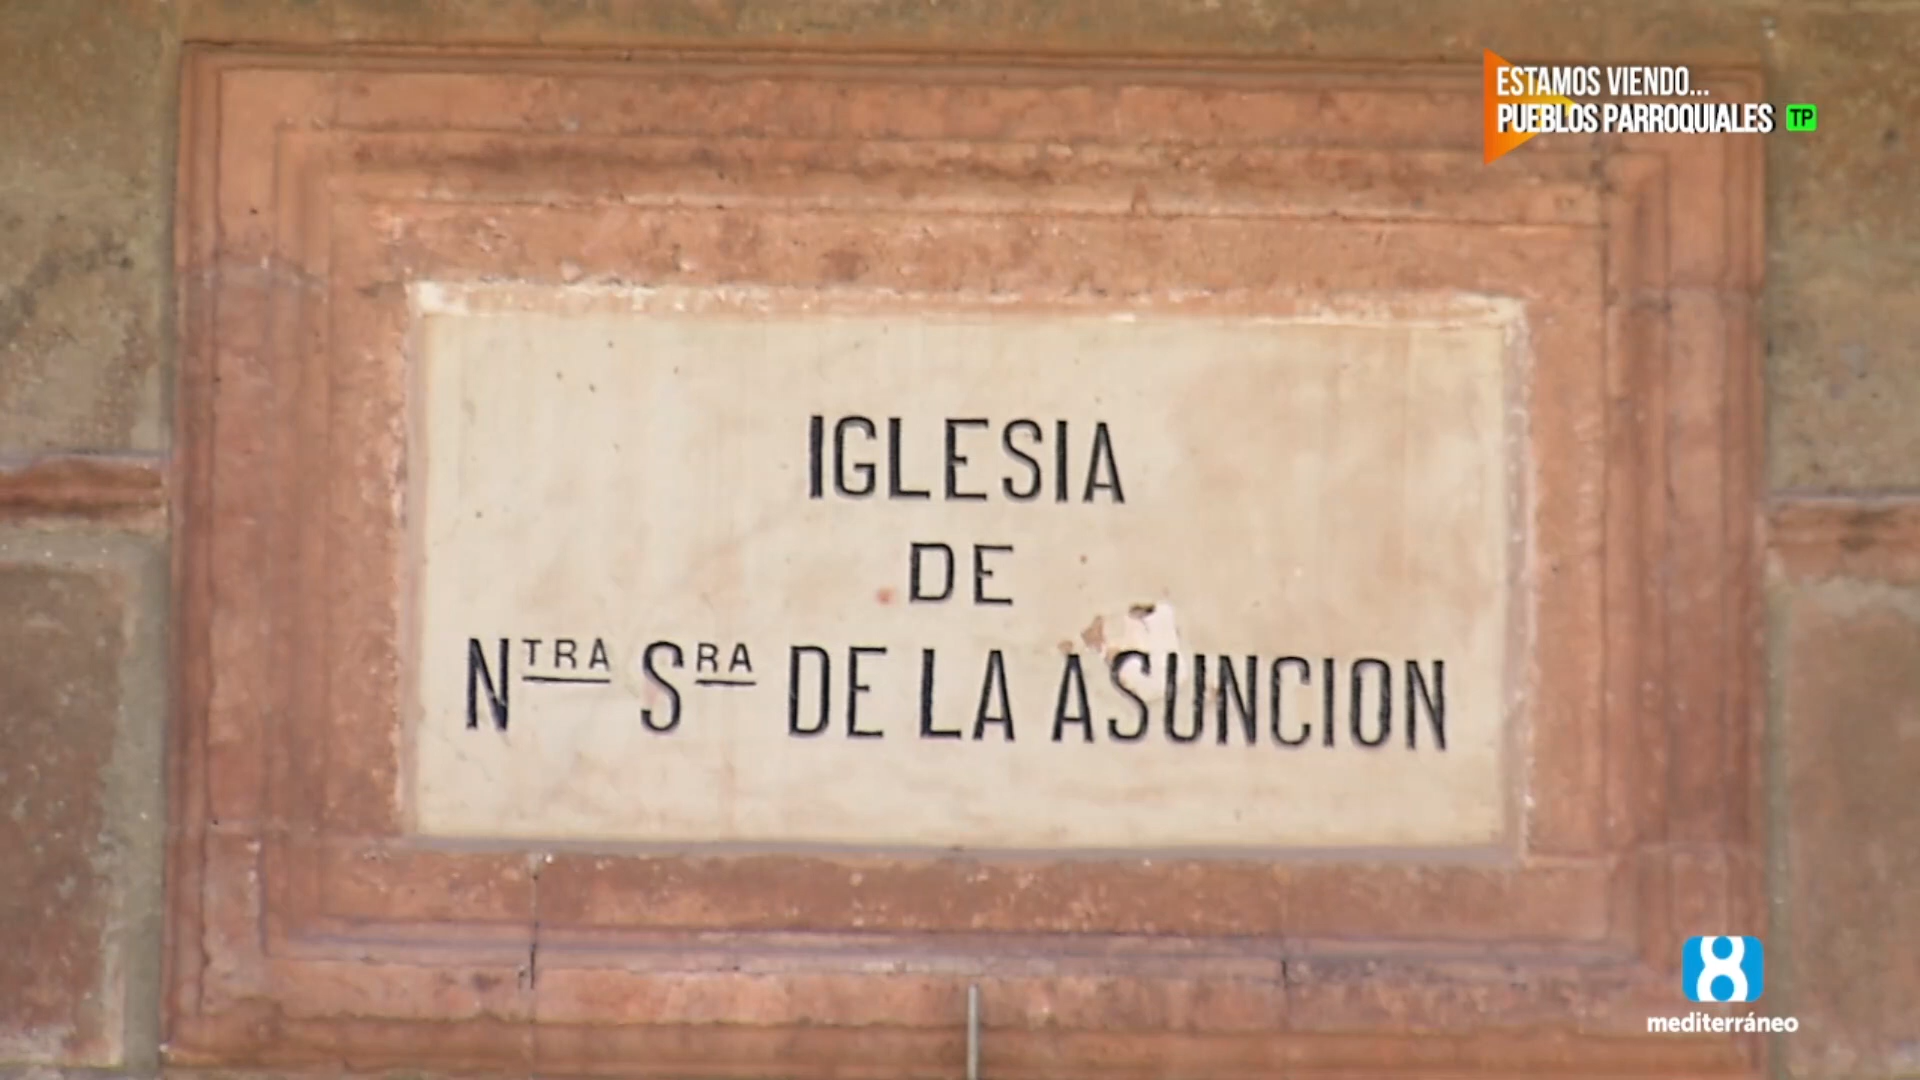 ESTAMOS VIENDO...
PUEBLOS PARROQUIALES TP
IGLESIA
DE
NTRA SRA DE LA ASUNCION
8
mediterráneo